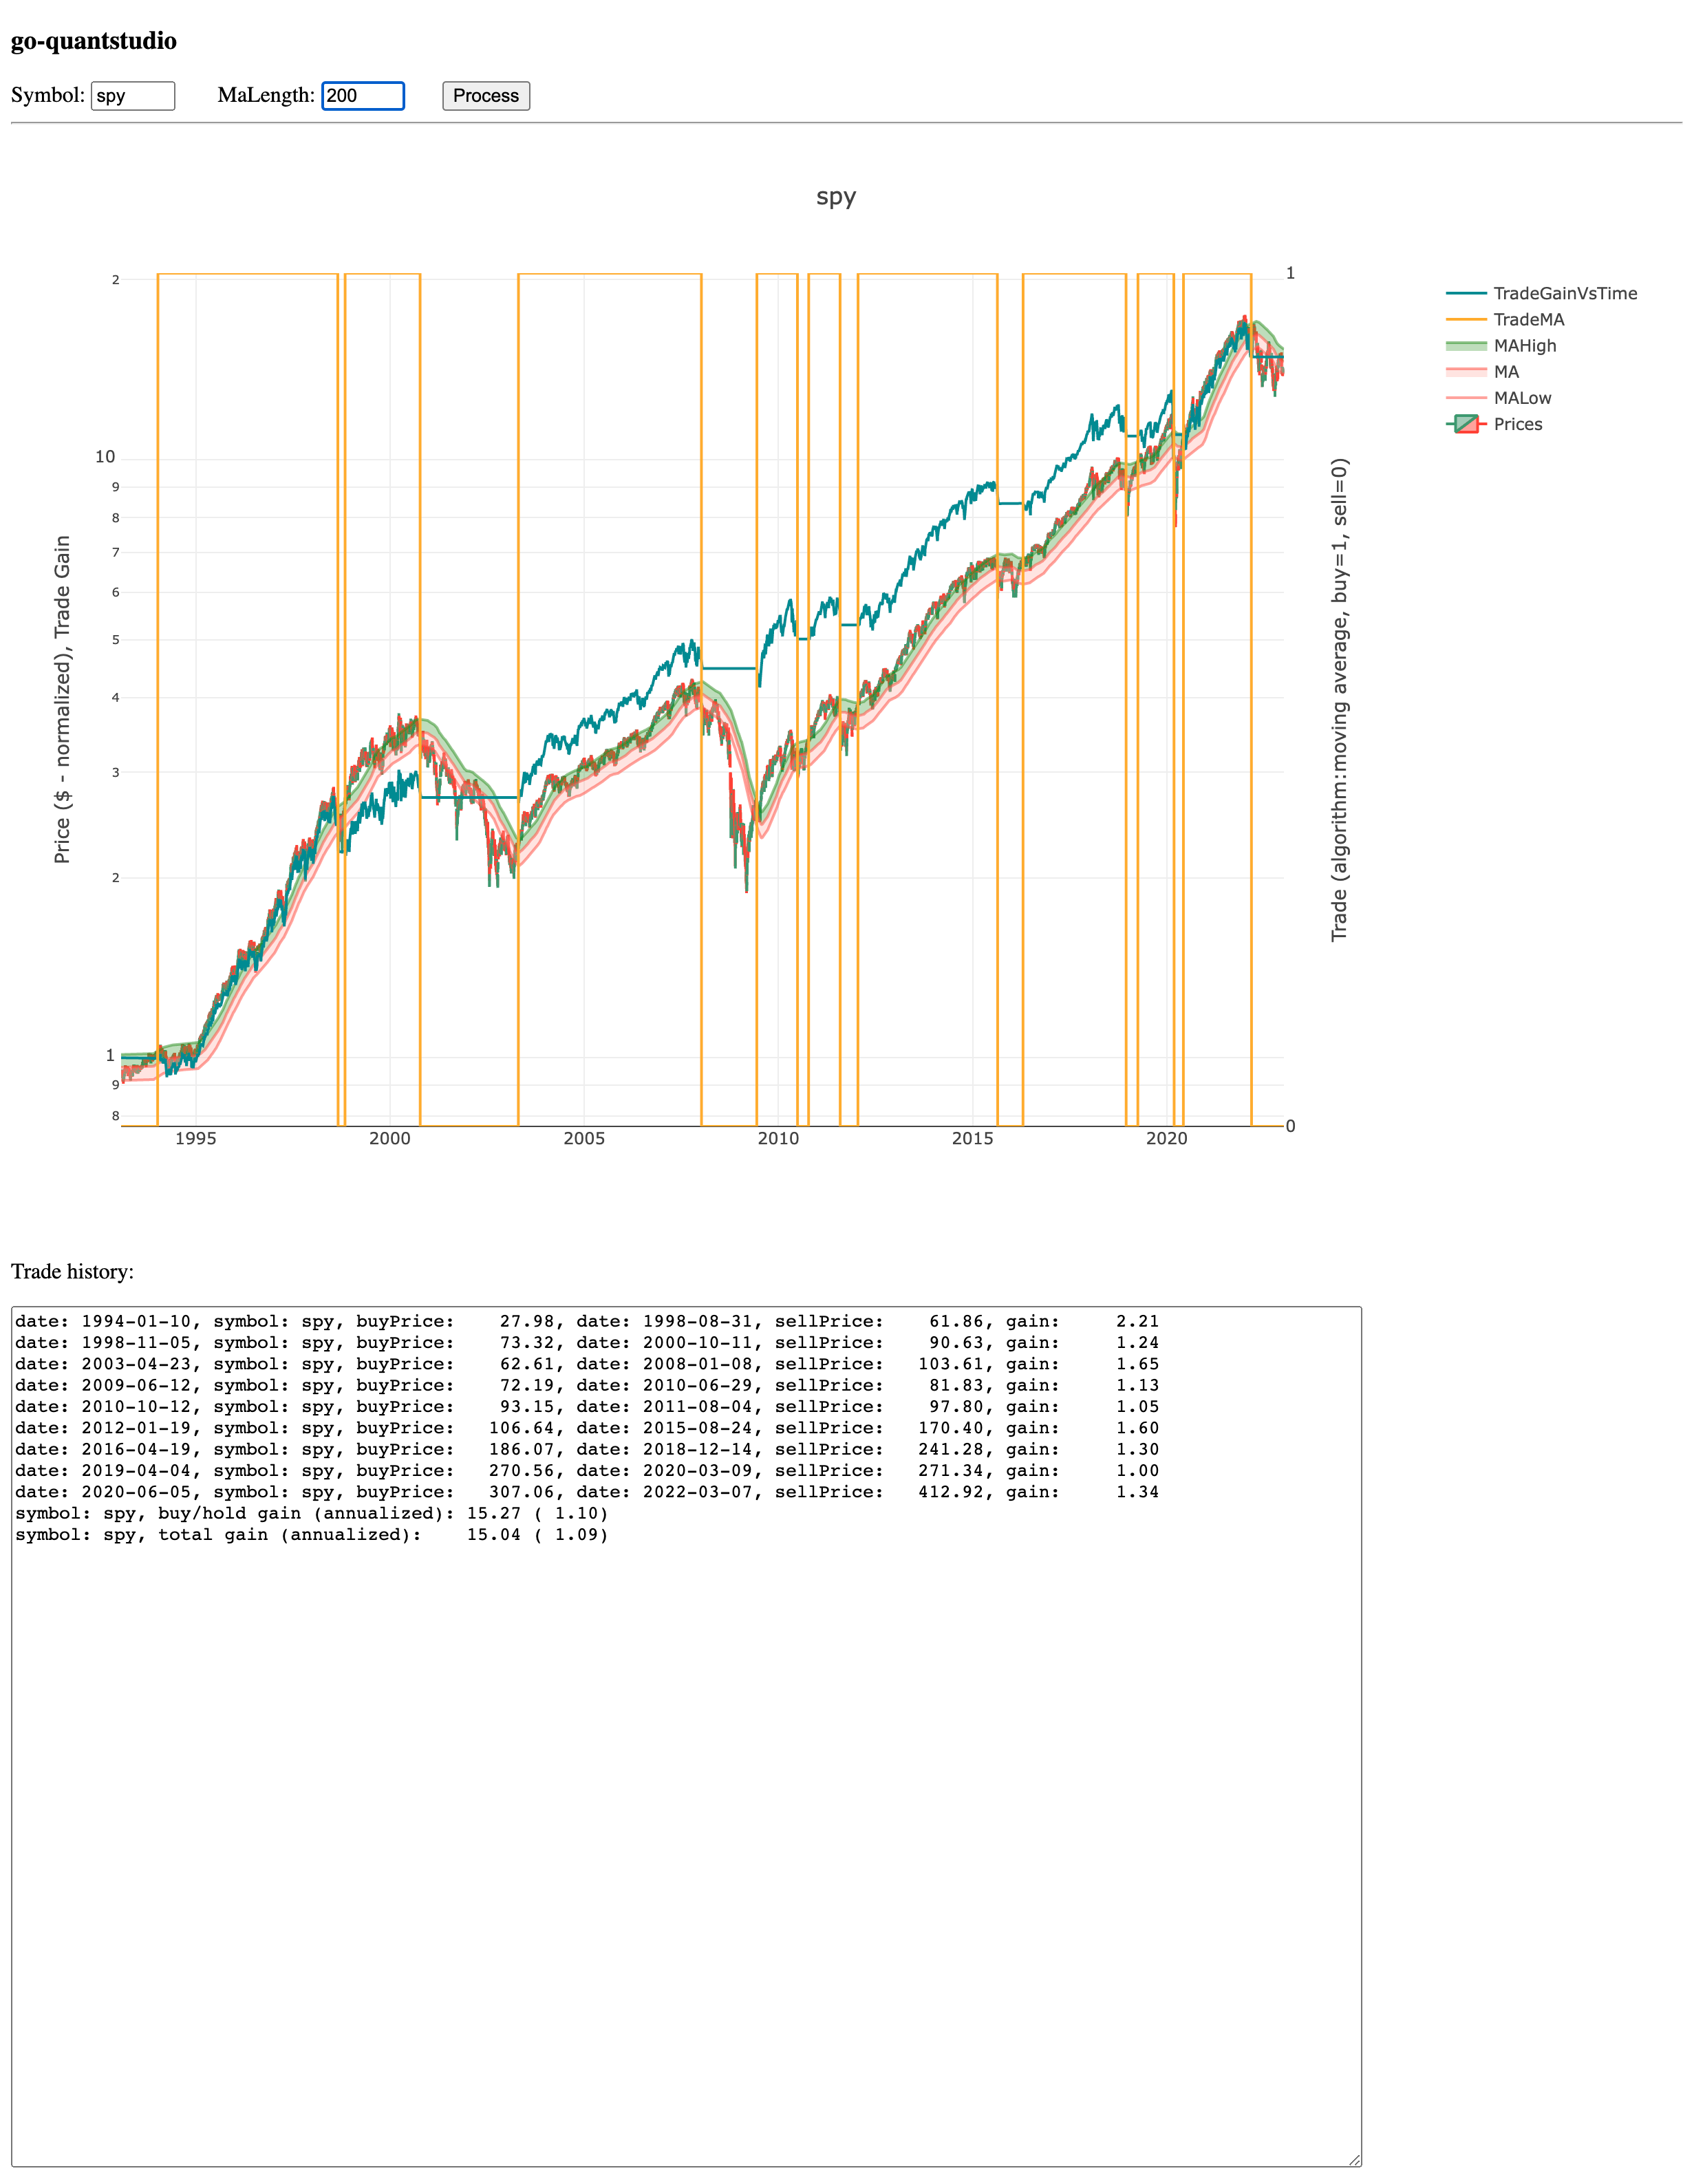 go-quantstudio
Symbol: spy MaLength: 200 Process
spy
2
10
9
8
7
6
5
4
3
2
1
9
8
Price ($ - normalized), Trade Gain
1995 2000 2005 2010 2015 2020
1
0
Trade (algorithm:moving average, buy=1, sell=0)
TradeGainVsTime
TradeMA
MAHigh
MA
MALow
Prices
Trade history:
date: 1994-01-10, symbol: spy, buyPrice: 27.98, date: 1998-08-31, sellPrice: 61.86, gain: 2.21
date: 1998-11-05, symbol: spy, buyPrice: 73.32, date: 2000-10-11, sellPrice: 90.63, gain: 1.24
date: 2003-04-23, symbol: spy, buyPrice: 62.61, date: 2008-01-08, sellPrice: 103.61, gain: 1.65
date: 2009-06-12, symbol: spy, buyPrice: 72.19, date: 2010-06-29, sellPrice: 81.83, gain: 1.13
date: 2010-10-12, symbol: spy, buyPrice: 93.15, date: 2011-08-04, sellPrice: 97.80, gain: 1.05
date: 2012-01-19, symbol: spy, buyPrice: 106.64, date: 2015-08-24, sellPrice: 170.40, gain: 1.60
date: 2016-04-19, symbol: spy, buyPrice: 186.07, date: 2018-12-14, sellPrice: 241.28, gain: 1.30
date: 2019-04-04, symbol: spy, buyPrice: 270.56, date: 2020-03-09, sellPrice: 271.34, gain: 1.00
date: 2020-06-05, symbol: spy, buyPrice: 307.06, date: 2022-03-07, sellPrice: 412.92, gain: 1.34
symbol: spy, buy/hold gain (annualized): 15.27 ( 1.10)
symbol: spy, total gain (annualized): 15.04 ( 1.09)